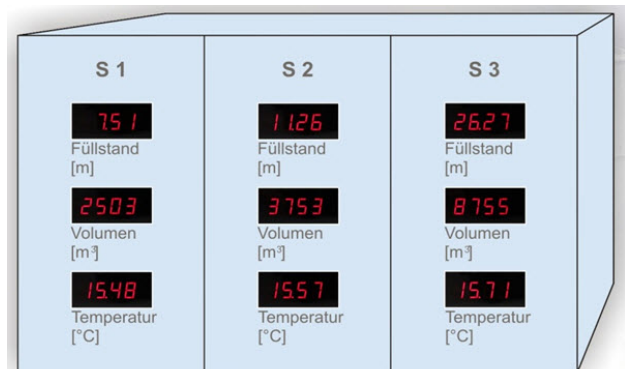 S 1
7.51
Füllstand
[m]
2503
Volumen
[m³]
15.48
Temperatur
[°C]
S 2
11.26
Füllstand
[m]
3753
Volumen
[m³]
15.57
Temperatur
[°C]
S 3
26.27
Füllstand
[m]
8755
Volumen
[m³]
15.71
Temperatur
[°C]